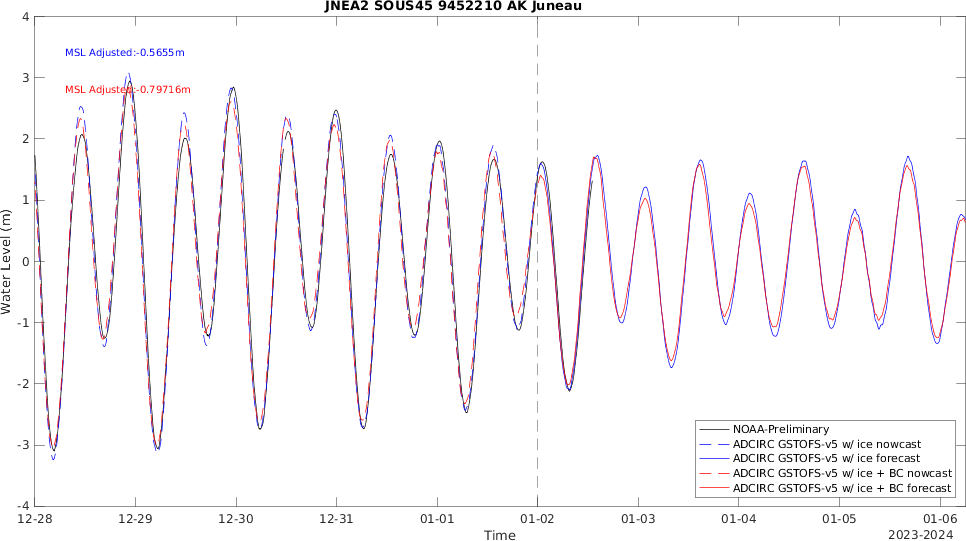 JNEA2 SOUS45 9452210 AK Juneau
MSL Adjusted:-0.5655m
MSL Adjusted:-0.79716m
4
3
2
1
0
-1
-2
-3
-4
Water Level (m)
NOAA-Preliminary
ADCIRC GSTOFS-v5 w/ ice nowcast
ADCIRC GSTOFS-v5 w/ ice forecast
ADCIRC GSTOFS-v5 w/ ice + BC nowcast
ADCIRC GSTOFS-v5 w/ ice + BC forecast
12-28 12-29 12-30 12-31 01-01 01-02 01-03 01-04 01-05 01-06
Time
2023-2024